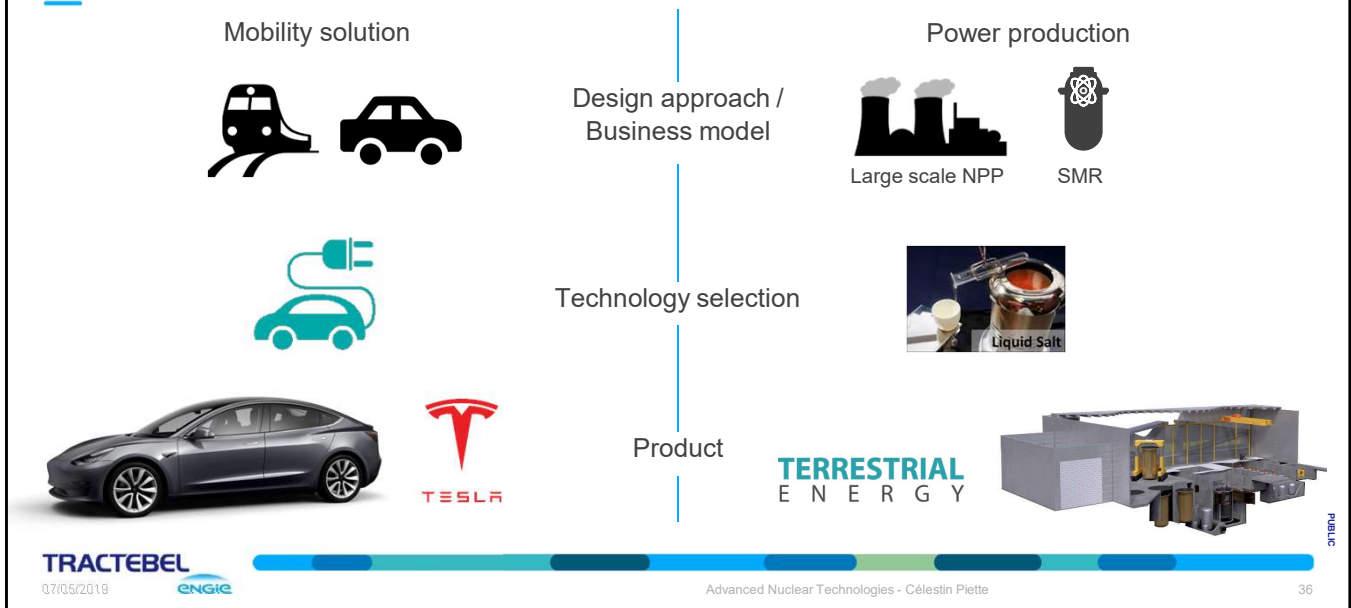 Mobility solution
Power production
Design approach /
Business model
Large scale NPP
SMR
Technology selection
Liquid Salt
Product
TESLA
TERRESTRIAL
ENERGY
PUBLIC
TRACTEBEL
ENGIE
07/05/2019
Advanced Nuclear Technologies - Célestin Piette
36